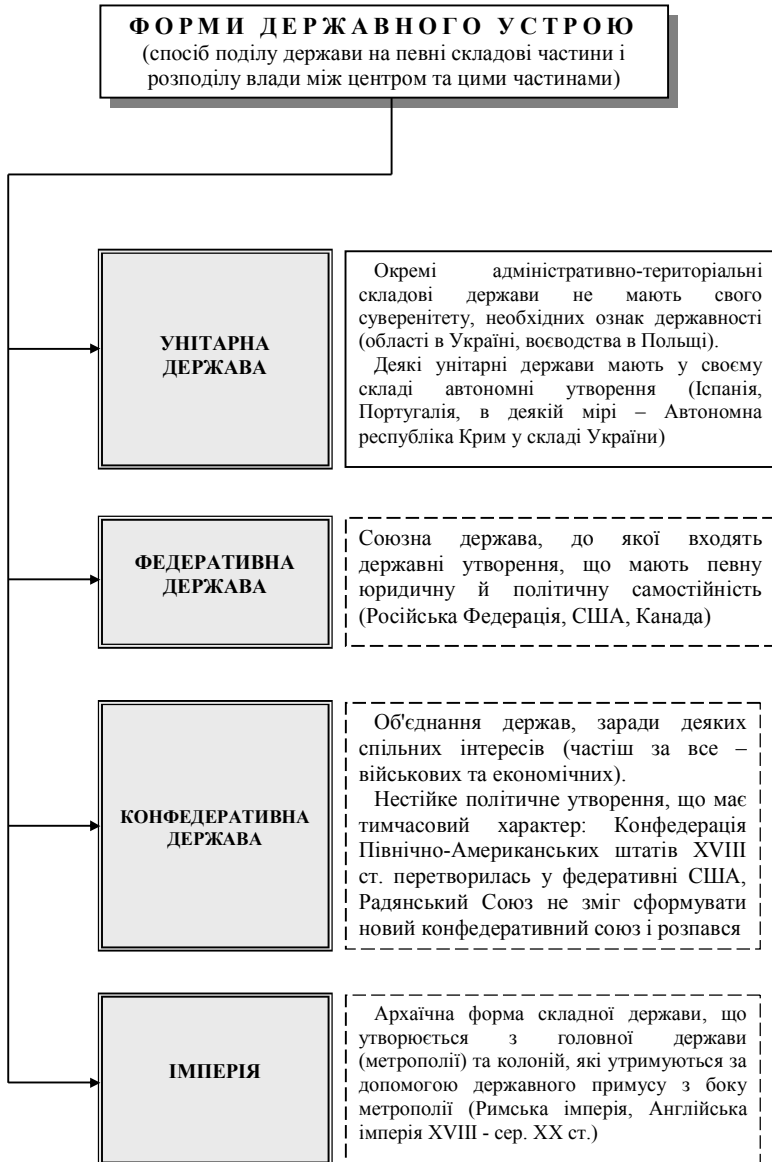 ФОРМИ ДЕРЖАВНОГО УСТРОЮ
(спосіб поділу держави на певні складові частини і
розподілу влади між центром та цими частинами)
УНІТАРНА
ДЕРЖАВА
Окремі адміністративно-територіальні
складові держави не мають свого
суверенітету, необхідних ознак державності
(області в Україні, воєводства в Польщі).
Деякі унітарні держави мають у своєму
складі автономні утворення (Іспанія,
Португалія, в деякій мірі – Автономна
республіка Крим у складі України)
ФЕДЕРАТИВНА
ДЕРЖАВА
Союзна держава, до якої входять
державні утворення, що мають певну
юридичну й політичну самостійність
(Російська Федерація, США, Канада)
КОНФЕДЕРАТИВНА
ДЕРЖАВА
Об'єднання держав, заради деяких
спільних інтересів (частіш за все –
військових та економічних).
Нестійке політичне утворення, що має
тимчасовий характер: Конфедерація
Північно-Американських штатів XVIII
ст. перетворилась у федеративні США,
Радянський Союз не зміг сформувати
новий конфедеративний союз і розпався
ІМПЕРІЯ
Архаїчна форма складної держави, що
утворюється з головної держави
(метрополії) та колоній, які утримуються за
допомогою державного примусу з боку
метрополії (Римська імперія, Англійська
імперія XVIII - сер. XX ст.)